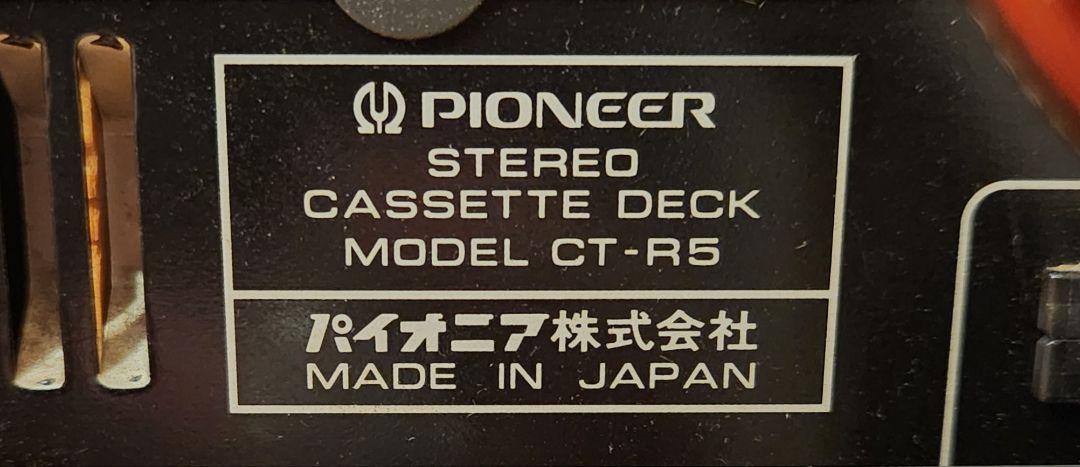 PIONEER
STEREO
CASSETTE DECK
MODEL CT-R5
パイオニア株式会社
MADE IN JAPAN